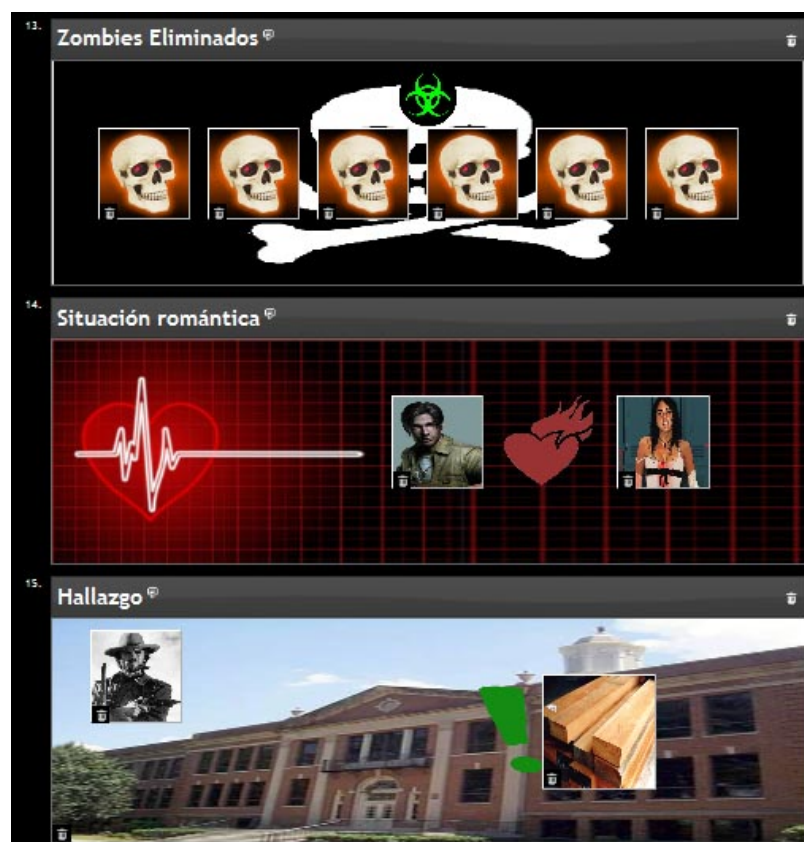 13.
Zombies Eliminados
14.
Situación romántica
15.
Hallazgo